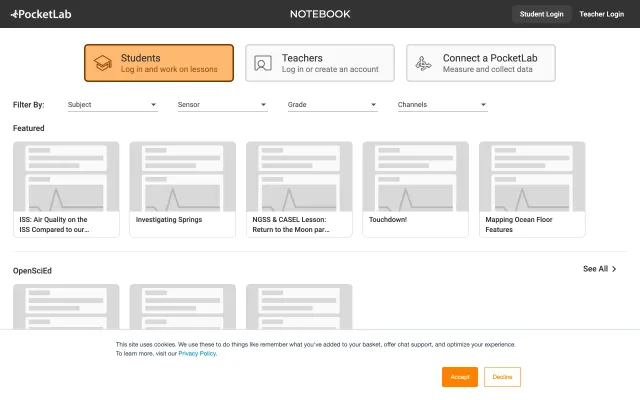 PocketLab
NOTEBOOK
Student Login
Teacher Login
Students
Log in and work on lessons
Teachers
Log in or create an account
Connect a PocketLab
Measure and collect data
Filter By:
Subject
Sensor
Grade
Channels
Featured
ISS: Air Quality on the
ISS Compared to our...
Investigating Springs
NGSS & CASEL Lesson:
Return to the Moon par...
Touchdown!
Mapping Ocean Floor
Features
OpenSciEd
See All
This site uses cookies. We use these to do things like remember what you've added to your basket, offer chat support, and optimize your experience.
To learn more, visit our Privacy Policy.
Accept
Decline